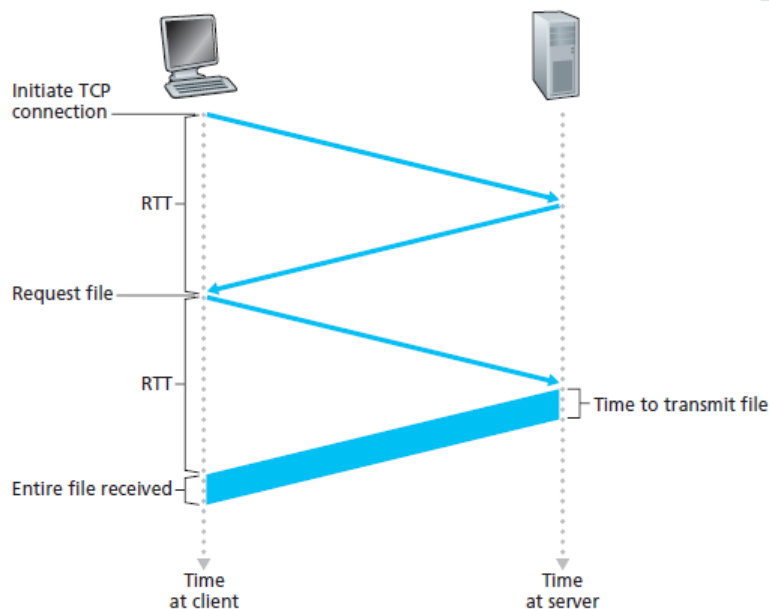 Initiate TCP
connection
RTT
Request file
RTT
Time to transmit file
Entire file received
Time
at client
Time
at server